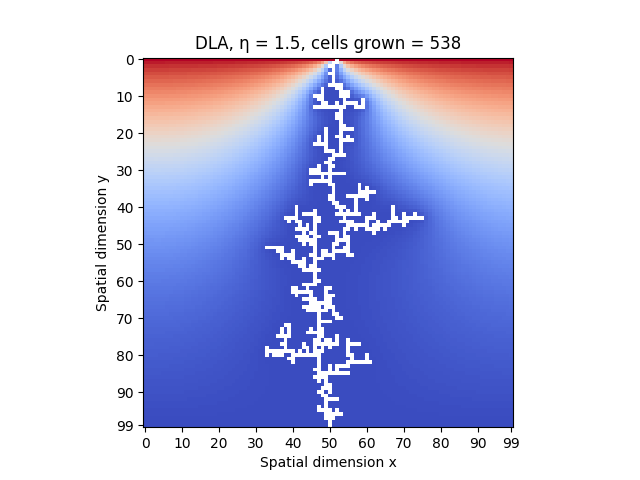 DLA, η = 1.5, cells grown = 538
0
10
20
30
40
50
60
70
80
90
99
Spatial dimension y
0 10 20 30 40 50 60 70 80 90 99
Spatial dimension x